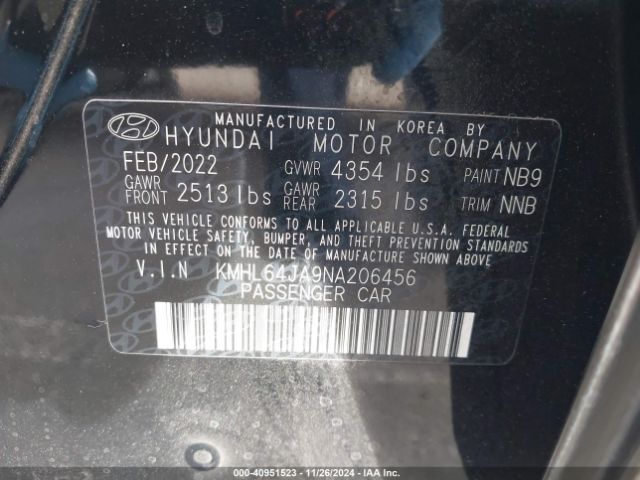 MANUFACTURED IN KOREA BY
HYUNDAI MOTOR COMPANY
FEB/2022 GVWR 4354 lbs PAINT NB9
GAWR FRONT 2513 lbs GAWR REAR 2315 lbs TRIM NNB
THIS VEHICLE CONFORMS TO ALL APPLICABLE U.S.A. FEDERAL
MOTOR VEHICLE SAFETY, BUMPER, AND THEFT PREVENTION STANDARDS
IN EFFECT ON THE DATE OF MANUFACTURE SHOWN ABOVE.
V.I.N KMHL64JA9NA206456
PASSENGER CAR
000-40951523 - 11/26/2024 - IAA Inc.